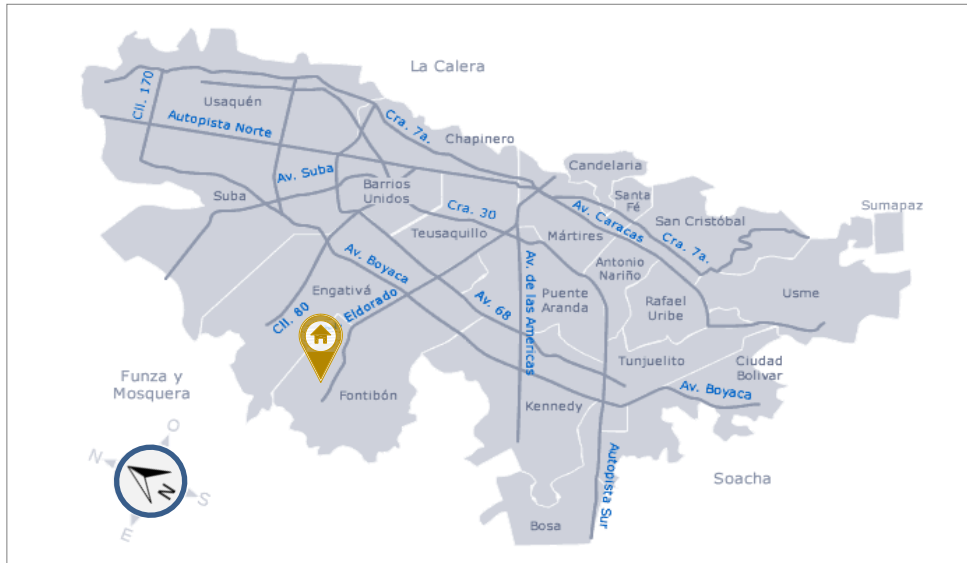 La Calera
Cll. 170
Usaquén
Autopista Norte
Cra. 7a.
Chapinero
Candelaria
Av. Suba
Barrios
Unidos
Suba
Santa
Fé
Cra. 30
Av. Caracas
San Cristóbal
Sumapaz
Teusaquillo
Mártires
Cra. 7a.
Av. Boyaca
Antonio
Nariño
Av. de las Americas
Engativá
Puente
Aranda
Usme
Cll. 80
Eldorado
Av. 68
Rafael
Uribe
Tunjuelito
Ciudad
Bolivar
Funza y
Mosquera
Fontibón
Av. Boyaca
Kennedy
O
N
S
E
N
Autopista Sur
Soacha
Bosa